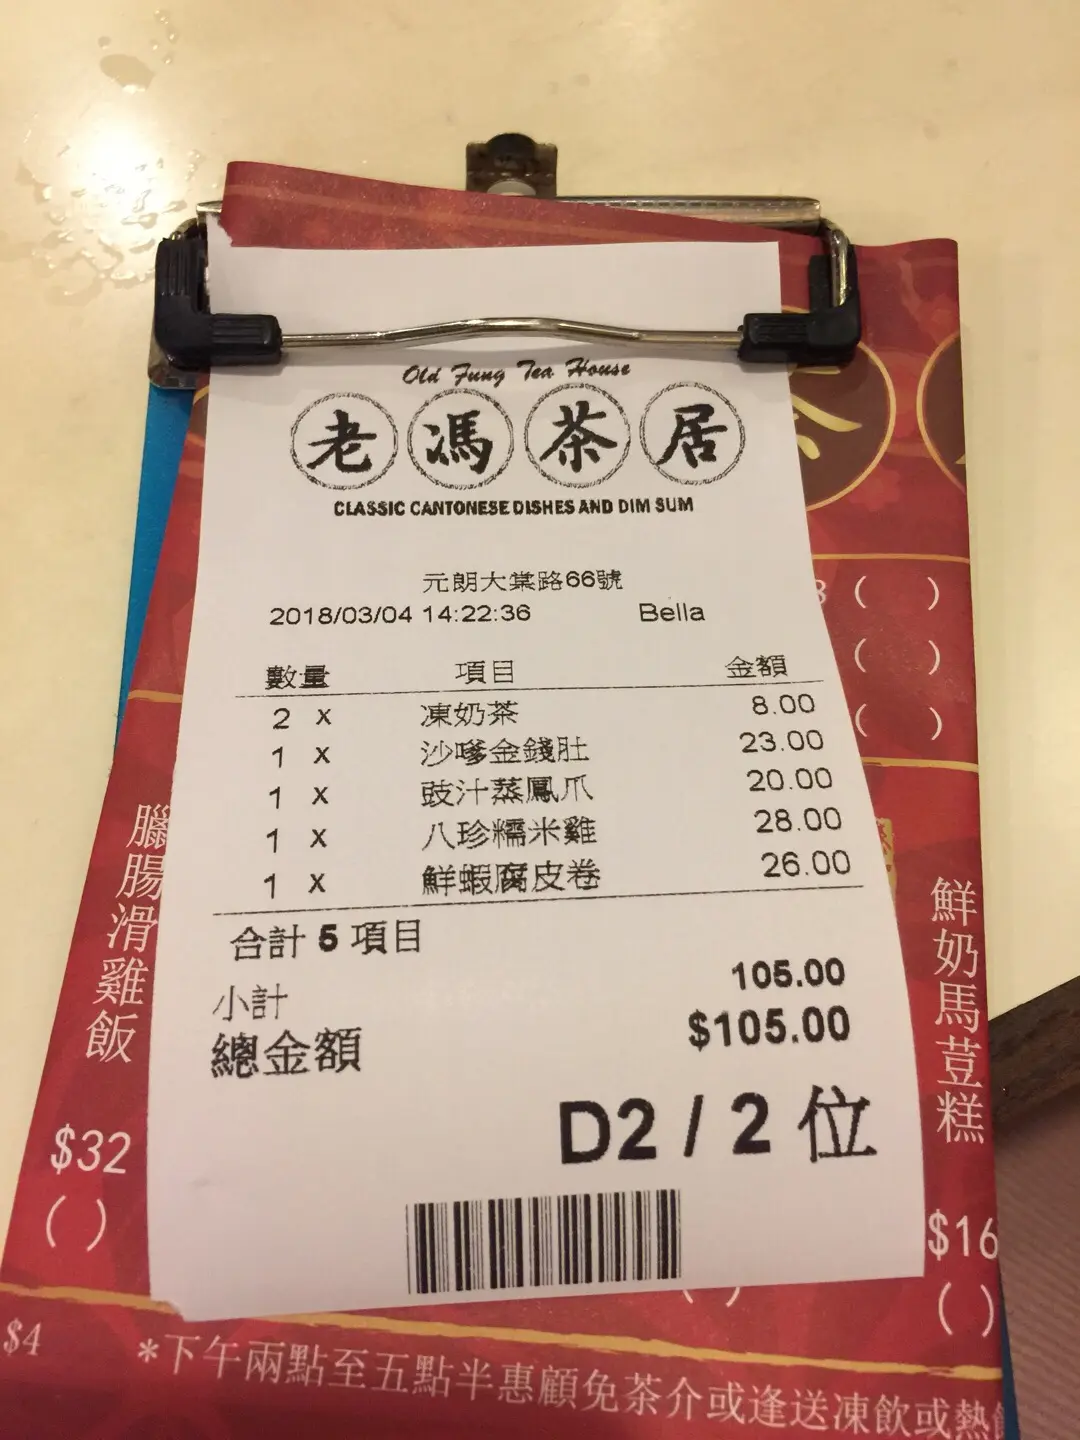 Old Fung Tea House
老馮茶居
CLASSIC CANTONESE DISHES AND DIM SUM
元朗大棠路66號
2018/03/04 14:22:36 Bella
數量 項目 金額
2 x 凍奶茶 8.00
1 x 沙嗲金錢肚 23.00
1 x 豉汁蒸鳳爪 20.00
1 x 八珍糯米雞 28.00
1 x 鮮蝦腐皮卷 26.00
合計 5 項目
小計 105.00
總金額 $105.00
D2 / 2 位
臘腸滑雞飯
$32
( )
鮮奶馬荳糕
$16
( )
8 ( )
( )
( )
$4
*下午兩點至五點半惠顧免茶介或逢送凍飲或熱